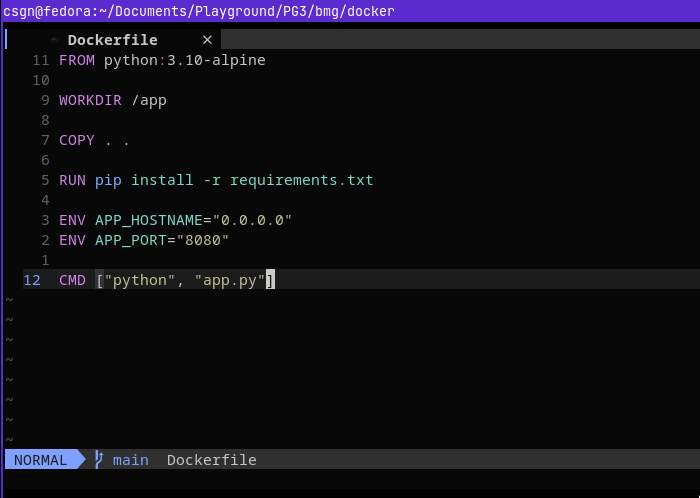 csgn@fedora:~/Documents/Playground/PG3/bmg/docker
Dockerfile ×
11 FROM python:3.10-alpine
10
9 WORKDIR /app
8
7 COPY . .
6
5 RUN pip install -r requirements.txt
4
3 ENV APP_HOSTNAME="0.0.0.0"
2 ENV APP_PORT="8080"
1
12 CMD ["python", "app.py"]
~
~
~
~
~
~
~
~
NORMAL main Dockerfile